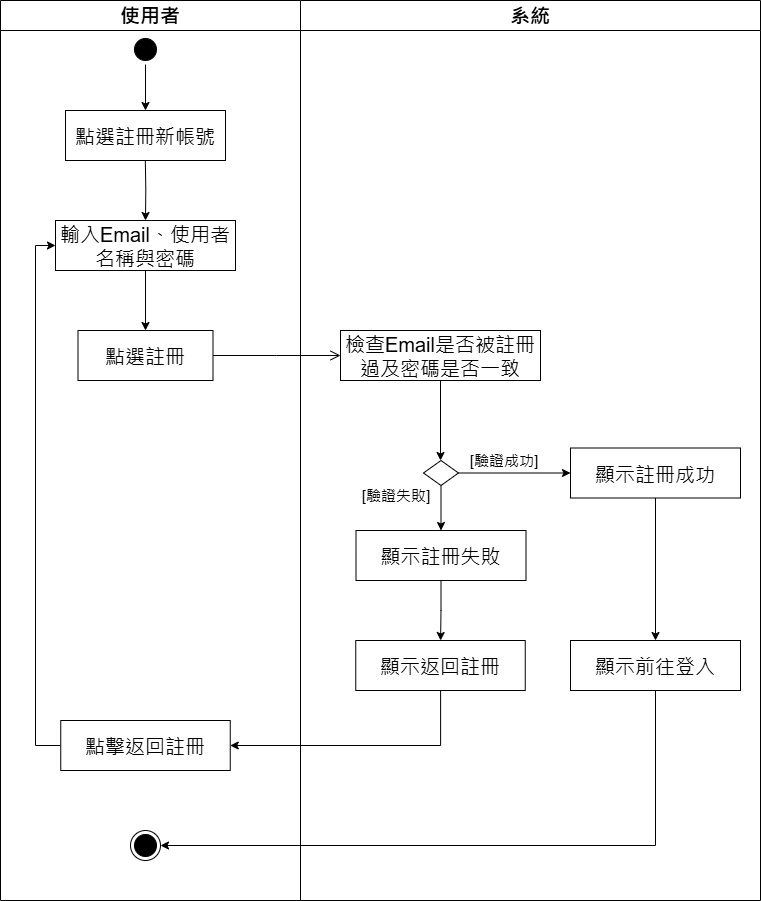 使用者
系統
點選註冊新帳號
輸入Email、使用者
名稱與密碼
點選註冊
檢查Email是否被註冊
過及密碼是否一致
[驗證成功]
顯示註冊成功
[驗證失敗]
顯示註冊失敗
顯示返回註冊
顯示前往登入
點擊返回註冊